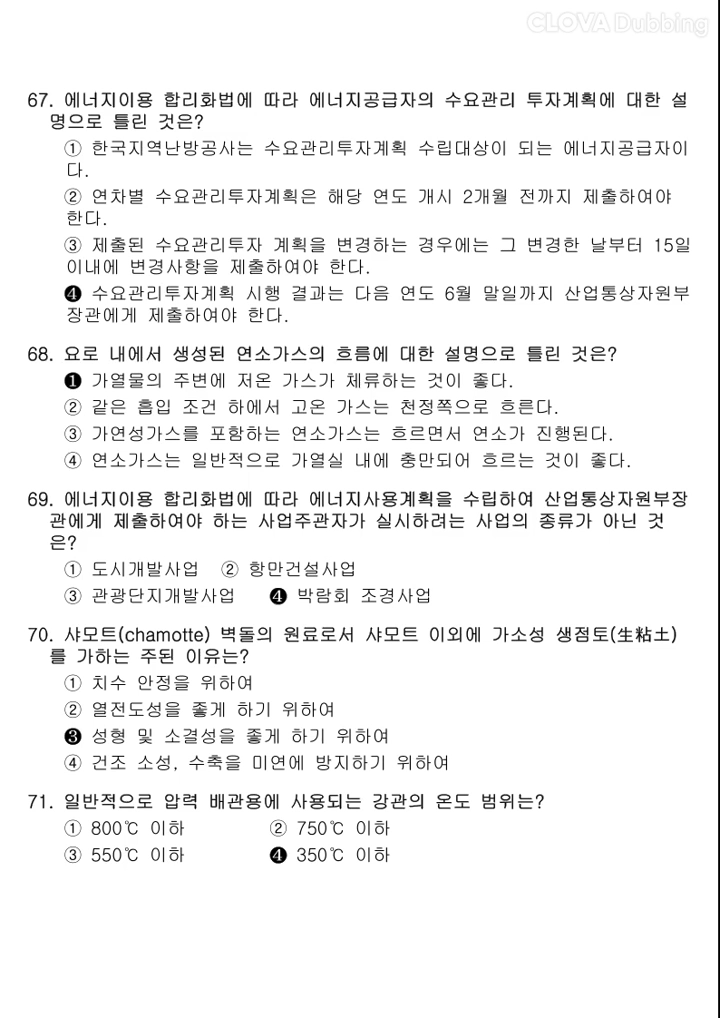 CLOVA Dubbing
67. 에너지이용 합리화법에 따라 에너지공급자의 수요관리 투자계획에 대한 설
명으로 틀린 것은?
① 한국지역난방공사는 수요관리투자계획 수립대상이 되는 에너지공급자이
다.
② 연차별 수요관리투자계획은 해당 연도 개시 2개월 전까지 제출하여야
한다.
③ 제출된 수요관리투자 계획을 변경하는 경우에는 그 변경한 날부터 15일
이내에 변경사항을 제출하여야 한다.
❹ 수요관리투자계획 시행 결과는 다음 연도 6월 말일까지 산업통상자원부
장관에게 제출하여야 한다.
68. 요로 내에서 생성된 연소가스의 흐름에 대한 설명으로 틀린 것은?
❶ 가열물의 주변에 저온 가스가 체류하는 것이 좋다.
② 같은 흡입 조건 하에서 고온 가스는 천정쪽으로 흐른다.
③ 가연성가스를 포함하는 연소가스는 흐르면서 연소가 진행된다.
④ 연소가스는 일반적으로 가열실 내에 충만되어 흐르는 것이 좋다.
69. 에너지이용 합리화법에 따라 에너지사용계획을 수립하여 산업통상자원부장
관에게 제출하여야 하는 사업주관자가 실시하려는 사업의 종류가 아닌 것
은?
① 도시개발사업 ② 항만건설사업
③ 관광단지개발사업 ❹ 박람회 조경사업
70. 샤모트(chamotte) 벽돌의 원료로서 샤모트 이외에 가소성 생점토(生粘土)
를 가하는 주된 이유는?
① 치수 안정을 위하여
② 열전도성을 좋게 하기 위하여
❸ 성형 및 소결성을 좋게 하기 위하여
④ 건조 소성, 수축을 미연에 방지하기 위하여
71. 일반적으로 압력 배관용에 사용되는 강관의 온도 범위는?
① 800℃ 이하 ② 750℃ 이하
③ 550℃ 이하 ❹ 350℃ 이하